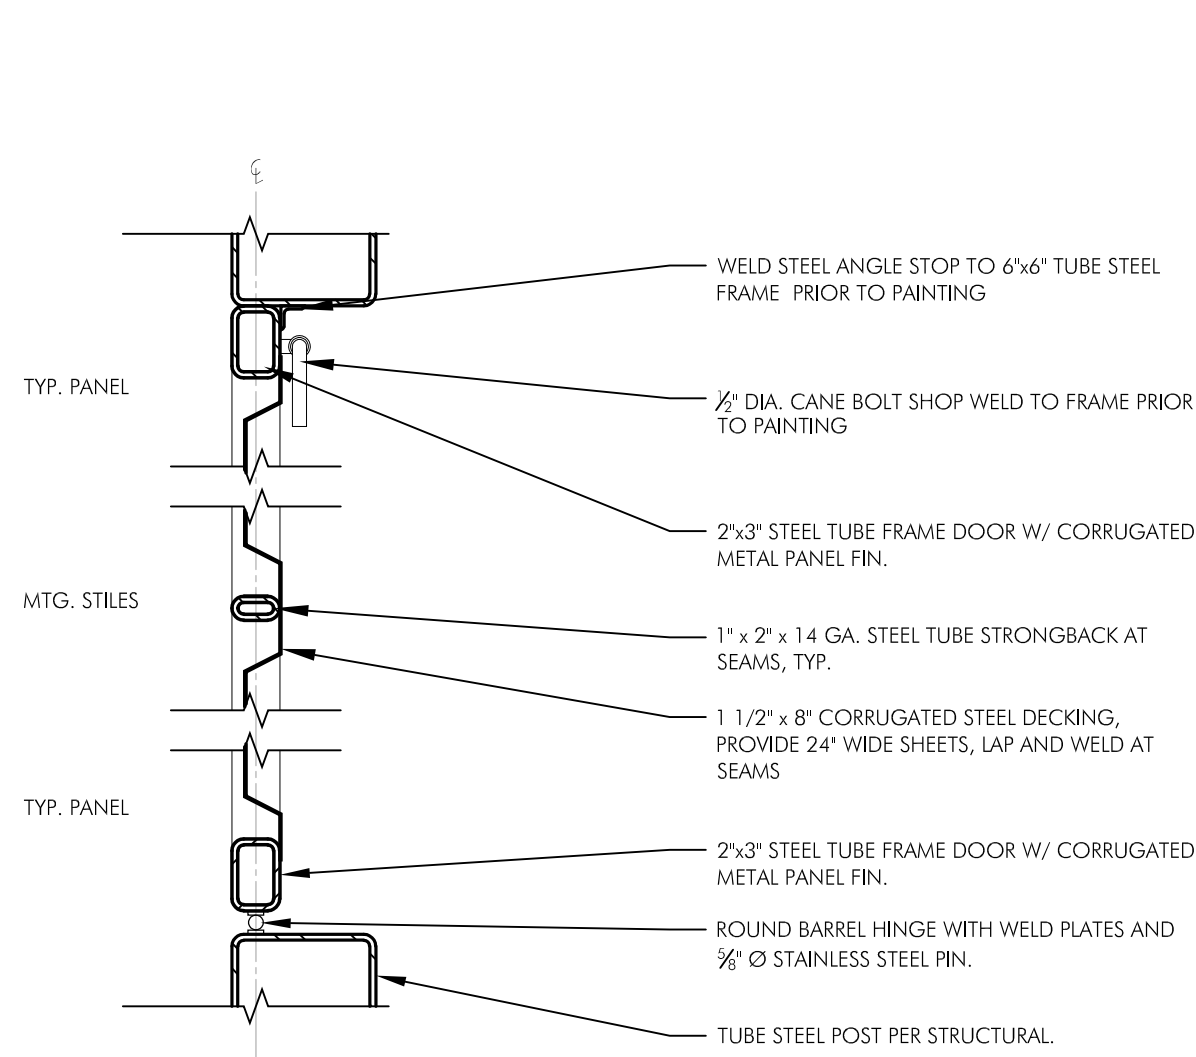 ℄
WELD STEEL ANGLE STOP TO 6"x6" TUBE STEEL
FRAME PRIOR TO PAINTING
TYP. PANEL
½" DIA. CANE BOLT SHOP WELD TO FRAME PRIOR
TO PAINTING
2"x3" STEEL TUBE FRAME DOOR W/ CORRUGATED
METAL PANEL FIN.
MTG. STILES
1" x 2" x 14 GA. STEEL TUBE STRONGBACK AT
SEAMS, TYP.
1 1/2" x 8" CORRUGATED STEEL DECKING,
PROVIDE 24" WIDE SHEETS, LAP AND WELD AT
SEAMS
TYP. PANEL
2"x3" STEEL TUBE FRAME DOOR W/ CORRUGATED
METAL PANEL FIN.
ROUND BARREL HINGE WITH WELD PLATES AND
⅝" Ø STAINLESS STEEL PIN.
TUBE STEEL POST PER STRUCTURAL.